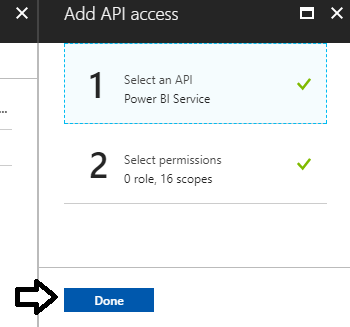 Add API access
1
Select an API
Power BI Service
...
2
Select permissions
0 role, 16 scopes
Done